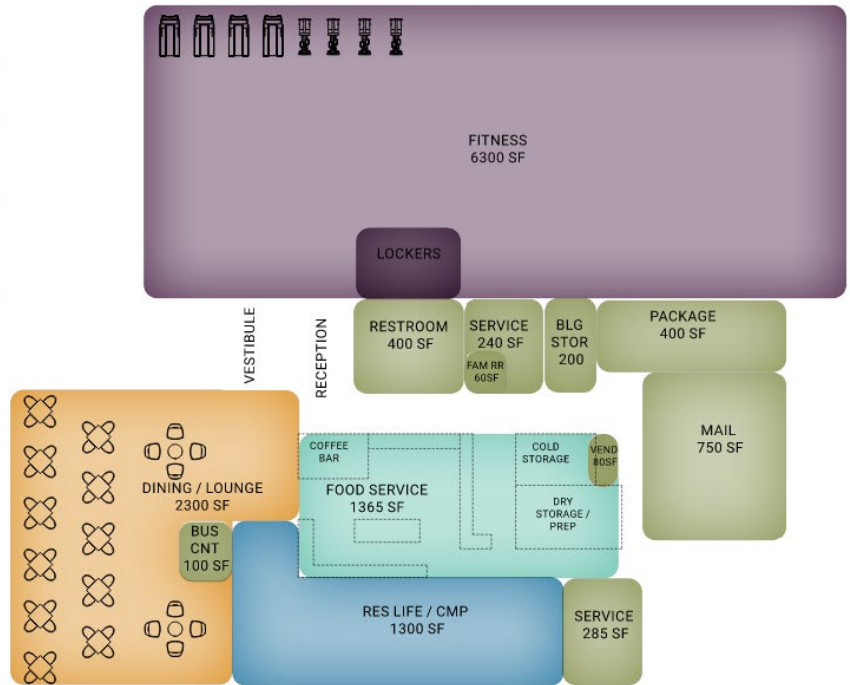 FITNESS
6300 SF
LOCKERS
VESTIBULE
RECEPTION
RESTROOM
400 SF
SERVICE
240 SF
FAM RR
60SF
BLG
STOR
200
PACKAGE
400 SF
MAIL
750 SF
COFFEE
BAR
COLD
STORAGE
VEND
80SF
DINING / LOUNGE
2300 SF
FOOD SERVICE
1365 SF
DRY
STORAGE /
PREP
BUS
CNT
100 SF
RES LIFE / CMP
1300 SF
SERVICE
285 SF